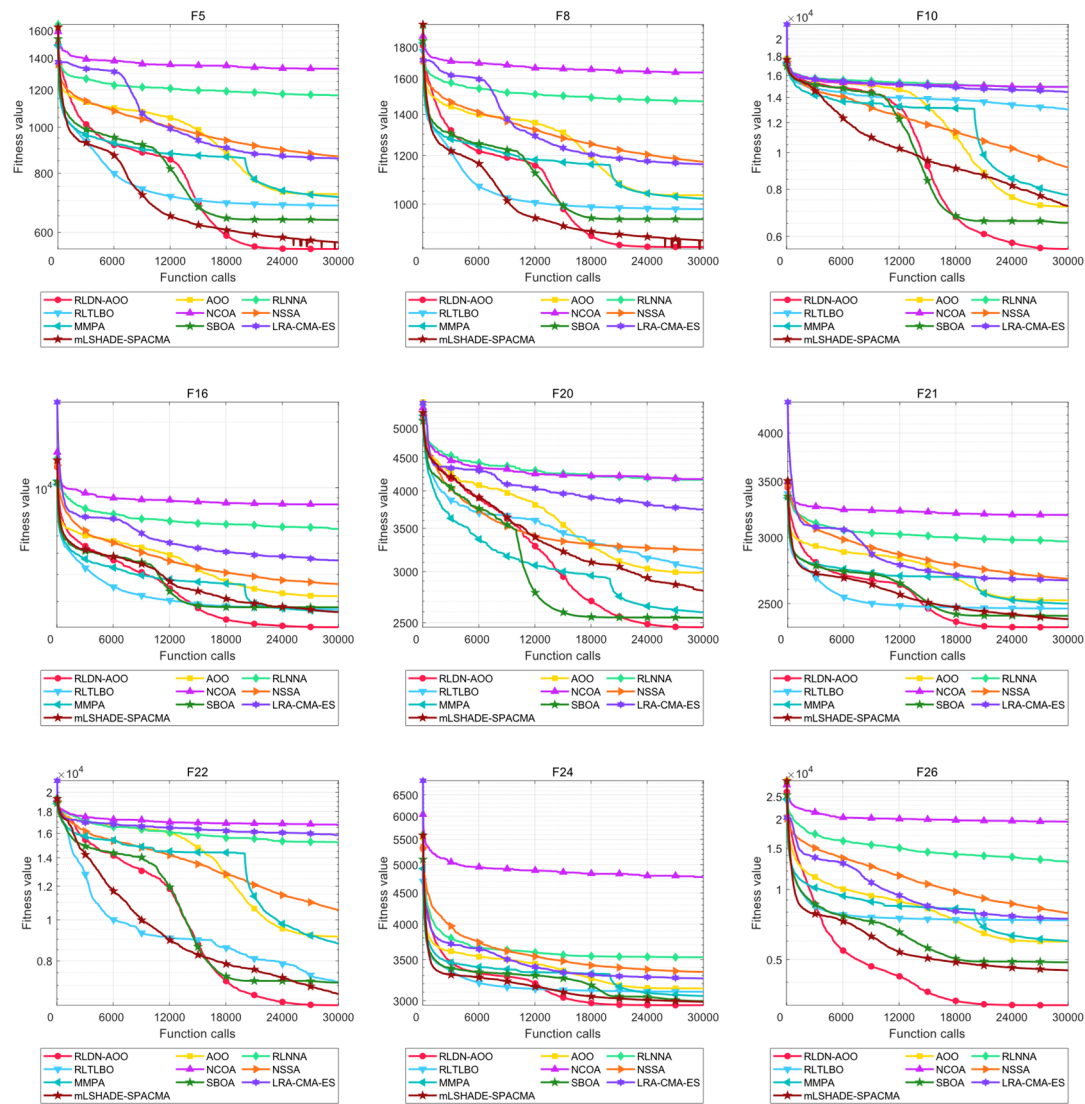 F5
Fitness value
1600
1400
1200
1000
800
600
0 6000 12000 18000 24000 30000
Function calls
RLDN-AOO AOO RLNNA
RLTLBO NCOA NSSA
MMPA SBOA LRA-CMA-ES
mLSHADE-SPACMA
F8
Fitness value
1800
1600
1400
1200
1000
0 6000 12000 18000 24000 30000
Function calls
RLDN-AOO AOO RLNNA
RLTLBO NCOA NSSA
MMPA SBOA LRA-CMA-ES
mLSHADE-SPACMA
F10
×10⁴
Fitness value
2
1.8
1.6
1.4
1.2
1
0.8
0.6
0 6000 12000 18000 24000 30000
Function calls
RLDN-AOO AOO RLNNA
RLTLBO NCOA NSSA
MMPA SBOA LRA-CMA-ES
mLSHADE-SPACMA
F16
Fitness value
10⁴
0 6000 12000 18000 24000 30000
Function calls
RLDN-AOO AOO RLNNA
RLTLBO NCOA NSSA
MMPA SBOA LRA-CMA-ES
mLSHADE-SPACMA
F20
Fitness value
5000
4500
4000
3500
3000
2500
0 6000 12000 18000 24000 30000
Function calls
RLDN-AOO AOO RLNNA
RLTLBO NCOA NSSA
MMPA SBOA LRA-CMA-ES
mLSHADE-SPACMA
F21
Fitness value
4000
3500
3000
2500
0 6000 12000 18000 24000 30000
Function calls
RLDN-AOO AOO RLNNA
RLTLBO NCOA NSSA
MMPA SBOA LRA-CMA-ES
mLSHADE-SPACMA
F22
×10⁴
Fitness value
2
1.8
1.6
1.4
1.2
1
0.8
0 6000 12000 18000 24000 30000
Function calls
RLDN-AOO AOO RLNNA
RLTLBO NCOA NSSA
MMPA SBOA LRA-CMA-ES
mLSHADE-SPACMA
F24
Fitness value
6500
6000
5500
5000
4500
4000
3500
3000
0 6000 12000 18000 24000 30000
Function calls
RLDN-AOO AOO RLNNA
RLTLBO NCOA NSSA
MMPA SBOA LRA-CMA-ES
mLSHADE-SPACMA
F26
×10⁴
Fitness value
2.5
2
1.5
1
0.5
0 6000 12000 18000 24000 30000
Function calls
RLDN-AOO AOO RLNNA
RLTLBO NCOA NSSA
MMPA SBOA LRA-CMA-ES
mLSHADE-SPACMA